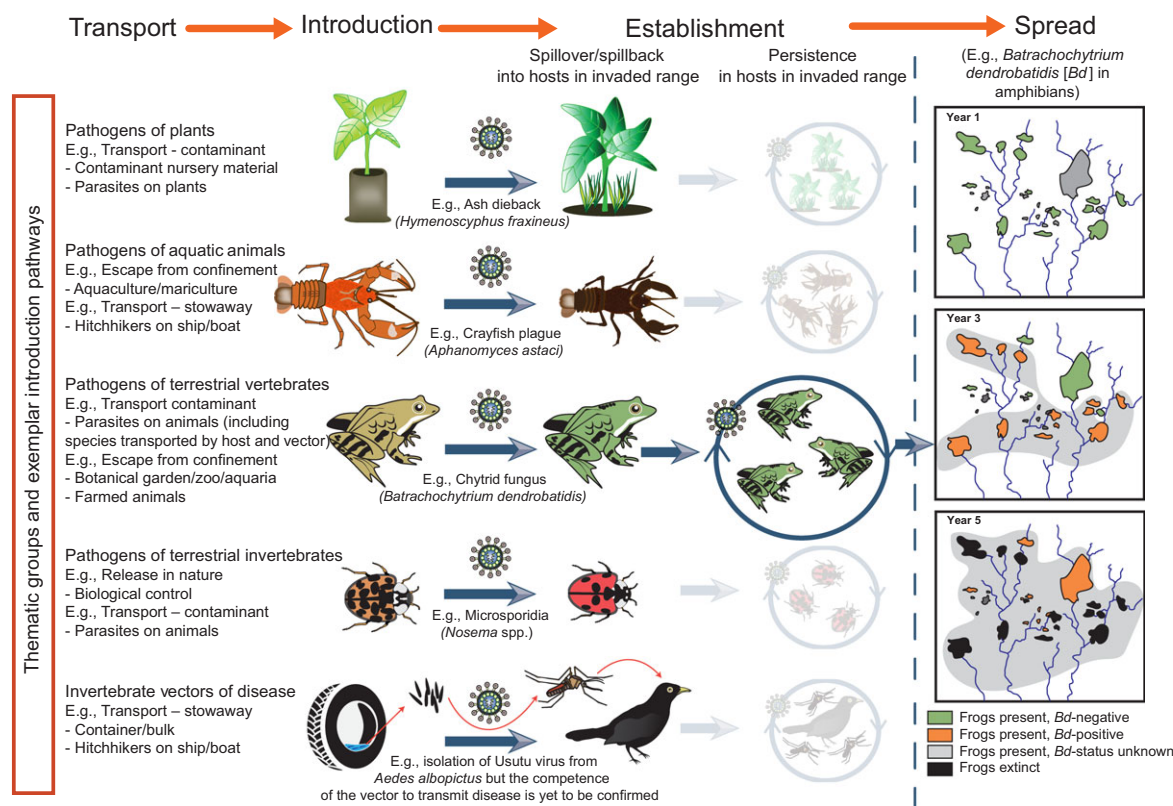 Transport
Introduction
Establishment
Spread
Spillover/spillback
into hosts in invaded range
Persistence
in hosts in invaded range
(E.g., Batrachochytrium
dendrobatidis [Bd] in
amphibians)
Thematic groups and exemplar introduction pathways
Pathogens of plants
E.g., Transport - contaminant
- Contaminant nursery material
- Parasites on plants
E.g., Ash dieback
(Hymenoscyphus fraxineus)
Pathogens of aquatic animals
E.g., Escape from confinement
- Aquaculture/mariculture
E.g., Transport – stowaway
- Hitchhikers on ship/boat
E.g., Crayfish plague
(Aphanomyces astaci)
Pathogens of terrestrial vertebrates
E.g., Transport contaminant
- Parasites on animals (including
species transported by host and vector)
E.g., Escape from confinement
- Botanical garden/zoo/aquaria
- Farmed animals
E.g., Chytrid fungus
(Batrachochytrium dendrobatidis)
Pathogens of terrestrial invertebrates
E.g., Release in nature
- Biological control
E.g., Transport – contaminant
- Parasites on animals
E.g., Microsporidia
(Nosema spp.)
Invertebrate vectors of disease
E.g., Transport – stowaway
- Container/bulk
- Hitchhikers on ship/boat
E.g., isolation of Usutu virus from
Aedes albopictus but the competence
of the vector to transmit disease is yet to be confirmed
Year 1
Year 3
Year 5
Frogs present, Bd-negative
Frogs present, Bd-positive
Frogs present, Bd-status unknown
Frogs extinct